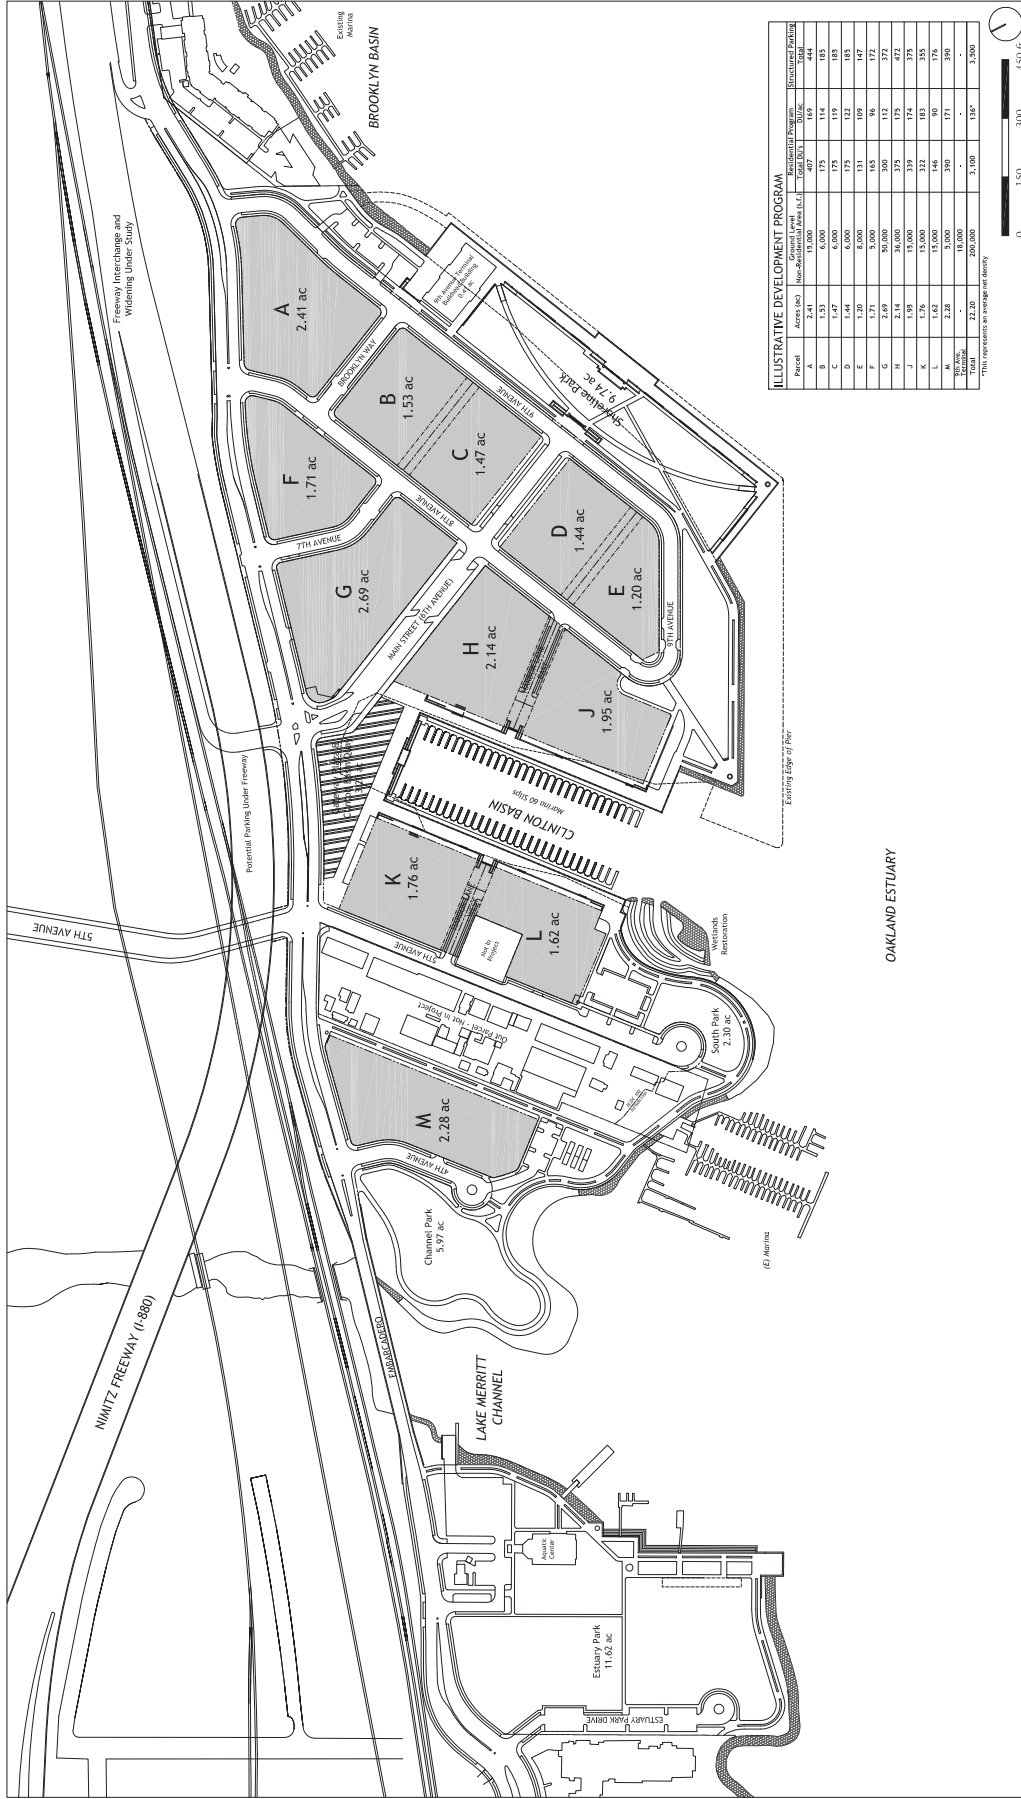 BROOKLYN BASIN
Existing
Marina
Freeway Interchange and
Widening Under Study
A
2.41 ac
BROOKLYN WAY
B
1.53 ac
9TH AVENUE
C
1.47 ac
F
1.71 ac
8TH AVENUE
7TH AVENUE
G
2.69 ac
MAIN STREET (6TH AVENUE)
D
1.44 ac
E
1.20 ac
9TH AVENUE
H
2.14 ac
J
1.95 ac
9th Avenue Terminal
Building
Shoreline Park
9.74 ac
Existing Edge of Pier
Potential Parking Under Freeway
CLINTON BASIN
Marina 60 Slips
K
1.76 ac
LANE
L
1.62 ac
Not In
Project
5TH AVENUE
5TH AVENUE
Out Parcel - Not In Project
M
2.28 ac
4TH AVENUE
Wetlands
Restoration
South Park
2.30 ac
OAKLAND ESTUARY
(E) Marina
Channel Park
5.97 ac
NIMITZ FREEWAY (I-880)
EMBARCADERO
LAKE MERRITT
CHANNEL
Aquatic
Center
Estuary Park
11.62 ac
ESTUARY PARK DRIVE
ILLUSTRATIVE DEVELOPMENT PROGRAM
Residential Program Structured Parking
Parcel Acres (ac) Ground Level Non-Residential Area (s.f.) Total DU's DU/ac Total
A 2.41 13,000 407 169 444
B 1.53 6,000 175 114 185
C 1.47 6,000 175 119 185
D 1.44 6,000 175 122 185
E 1.20 8,000 131 109 147
F 1.71 5,000 165 96 172
G 2.69 50,000 300 112 372
H 2.14 36,000 375 175 472
J 1.95 15,000 339 174 375
K 1.76 15,000 322 183 355
L 1.62 15,000 146 90 176
M 2.28 5,000 390 171 390
9th Ave. Terminal - 18,000 - - -
Total 22.20 200,000 3,100 136* 3,500
*This represents an average net density
0 150 300 450 ft